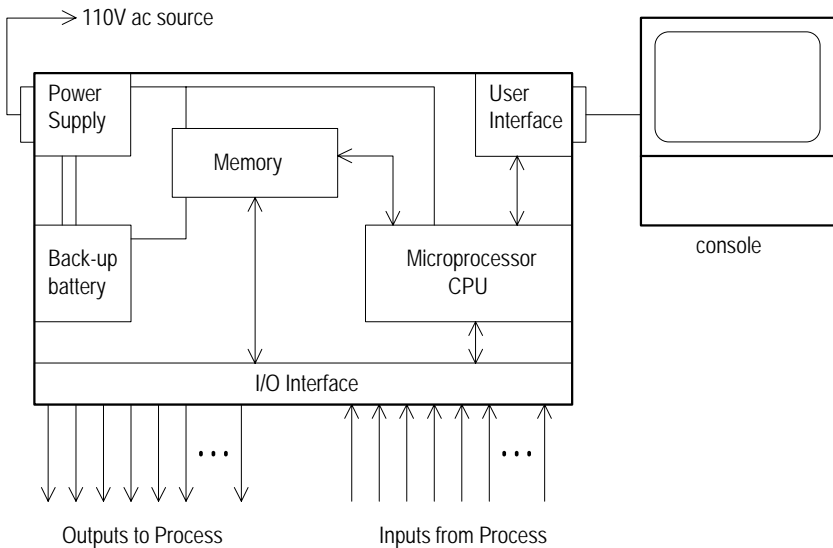 110V ac source
Power
Supply
User
Interface
Memory
Back-up
battery
Microprocessor
CPU
console
I/O Interface
Outputs to Process
Inputs from Process